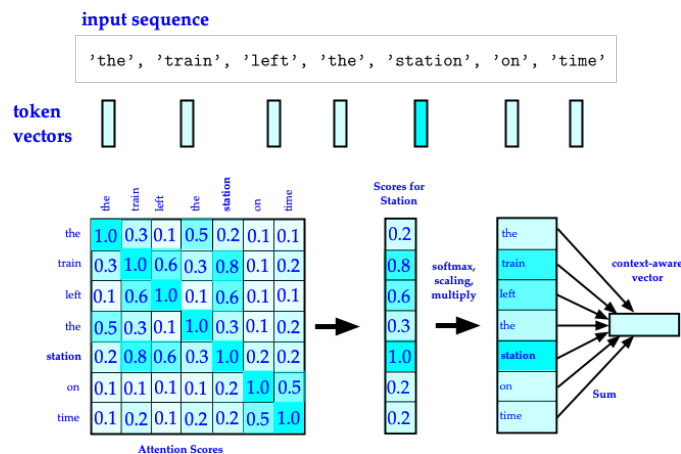 input sequence
'the', 'train', 'left', 'the', 'station', 'on', 'time'
token
vectors
the train left the station on time
Scores for
Station
the 1.0 0.3 0.1 0.5 0.2 0.1 0.1
train 0.3 1.0 0.6 0.3 0.8 0.1 0.2
left 0.1 0.6 1.0 0.1 0.6 0.1 0.1
the 0.5 0.3 0.1 1.0 0.3 0.1 0.2
station 0.2 0.8 0.6 0.3 1.0 0.2 0.2
on 0.1 0.1 0.1 0.1 0.2 1.0 0.5
time 0.1 0.2 0.1 0.2 0.2 0.5 1.0
Attention Scores
0.2
0.8
0.6
0.3
1.0
0.2
0.2
softmax,
scaling,
multiply
the
train
left
the
station
on
time
context-aware
vector
Sum